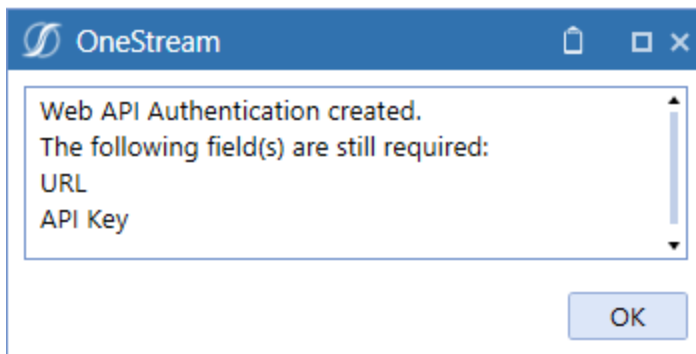 OneStream
Web API Authentication created.
The following field(s) are still required:
URL
API Key
OK